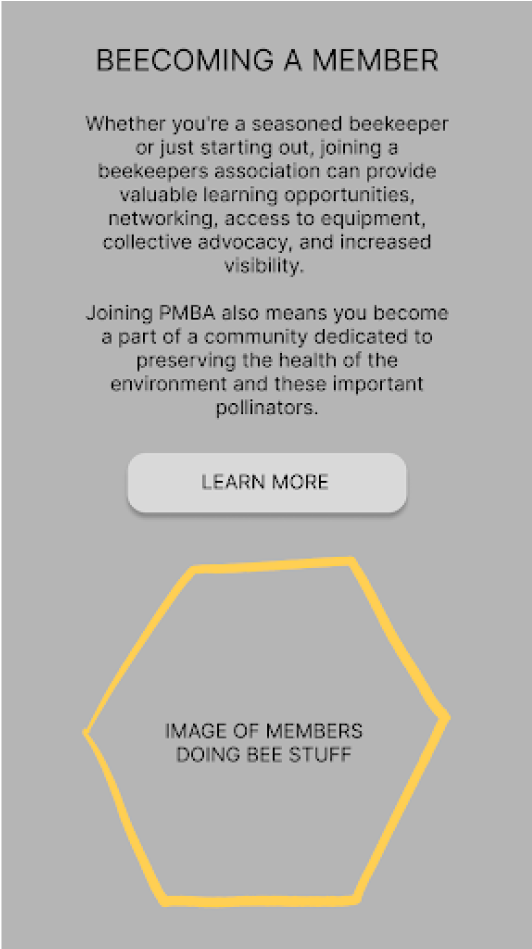 BEECOMING A MEMBER
Whether you're a seasoned beekeeper
or just starting out, joining a
beekeepers association can provide
valuable learning opportunities,
networking, access to equipment,
collective advocacy, and increased
visibility.
Joining PMBA also means you become
a part of a community dedicated to
preserving the health of the
environment and these important
pollinators.
LEARN MORE
IMAGE OF MEMBERS
DOING BEE STUFF